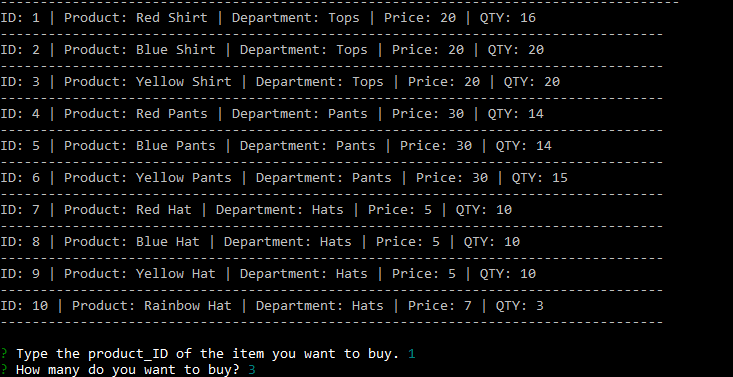 -------------------------------------------------------------------------------------
ID: 1 | Product: Red Shirt | Department: Tops | Price: 20 | QTY: 16
-----------------------------------------------------------------------------------
ID: 2 | Product: Blue Shirt | Department: Tops | Price: 20 | QTY: 20
-----------------------------------------------------------------------------------
ID: 3 | Product: Yellow Shirt | Department: Tops | Price: 20 | QTY: 20
-----------------------------------------------------------------------------------
ID: 4 | Product: Red Pants | Department: Pants | Price: 30 | QTY: 14
-----------------------------------------------------------------------------------
ID: 5 | Product: Blue Pants | Department: Pants | Price: 30 | QTY: 14
-----------------------------------------------------------------------------------
ID: 6 | Product: Yellow Pants | Department: Pants | Price: 30 | QTY: 15
-----------------------------------------------------------------------------------
ID: 7 | Product: Red Hat | Department: Hats | Price: 5 | QTY: 10
-----------------------------------------------------------------------------------
ID: 8 | Product: Blue Hat | Department: Hats | Price: 5 | QTY: 10
-----------------------------------------------------------------------------------
ID: 9 | Product: Yellow Hat | Department: Hats | Price: 5 | QTY: 10
-----------------------------------------------------------------------------------
ID: 10 | Product: Rainbow Hat | Department: Hats | Price: 7 | QTY: 3
-----------------------------------------------------------------------------------
? Type the product_ID of the item you want to buy. 1
? How many do you want to buy? 3